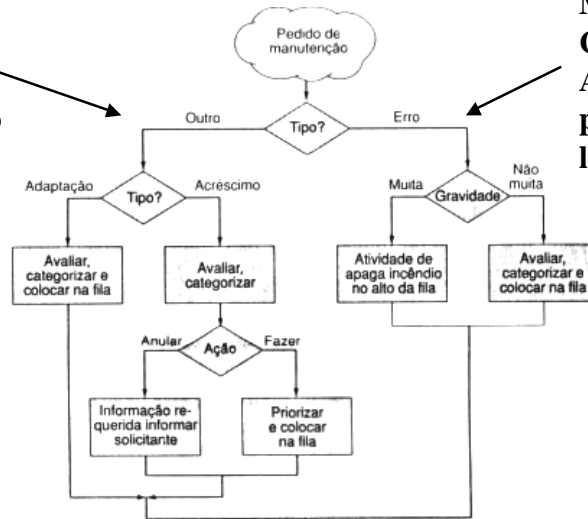 Pedido de
manutenção
Outro
Tipo?
Erro
Adaptação
Tipo?
Acréscimo
Muita
Gravidade
Não
muita
Avaliar,
categorizar e
colocar na fila
Avaliar,
categorizar
Atividade de
apaga incêndio
no alto da fila
Avaliar,
categorizar e
colocar na fila
Anular
Ação
Fazer
Informação re-
querida informar
solicitante
Priorizar
e colocar
na fila